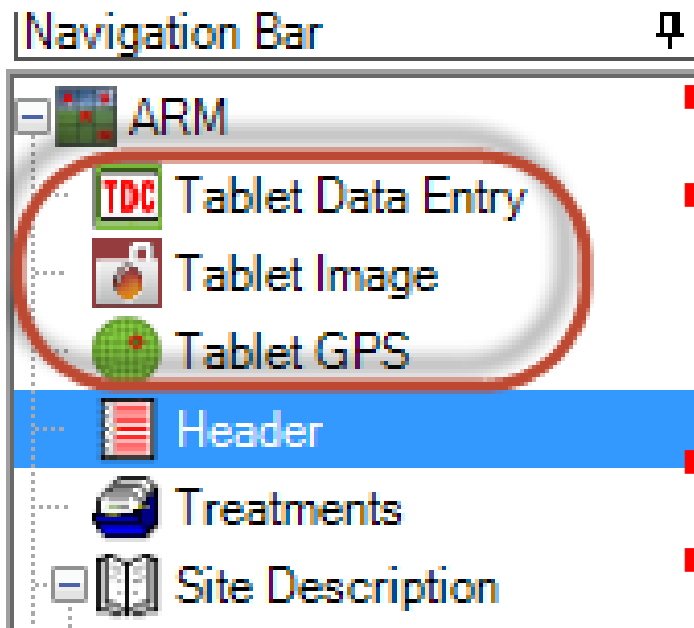 Navigation Bar
ARM
TDC Tablet Data Entry
Tablet Image
Tablet GPS
Header
Treatments
Site Description